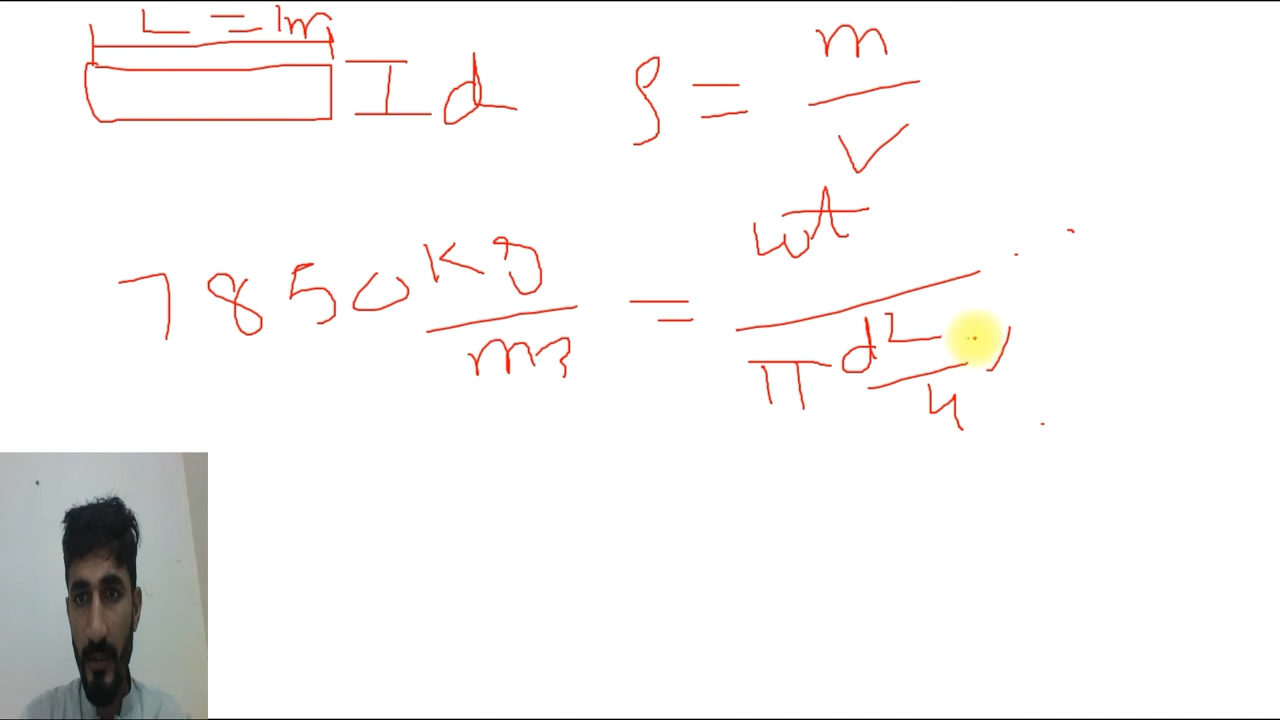 L = 1m
d
ρ = m / V
7850 kg / m3 = wt / π d2 / 4